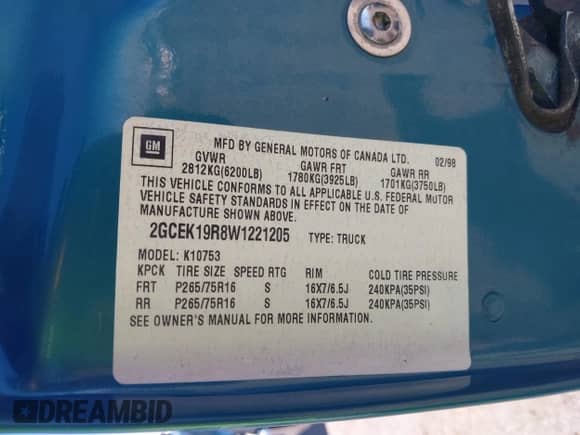 GM
MFD BY GENERAL MOTORS OF CANADA LTD. 02/98
GVWR GAWR FRT GAWR RR
2812KG(6200LB) 1780KG(3925LB) 1701KG(3750LB)
THIS VEHICLE CONFORMS TO ALL APPLICABLE U.S. FEDERAL MOTOR
VEHICLE SAFETY STANDARDS IN EFFECT ON THE DATE OF
MANUFACTURE SHOWN ABOVE.
2GCEK19R8W1221205 TYPE: TRUCK
MODEL: K10753
KPCK TIRE SIZE SPEED RTG RIM COLD TIRE PRESSURE
FRT P265/75R16 S 16X7/6.5J 240KPA(35PSI)
RR P265/75R16 S 16X7/6.5J 240KPA(35PSI)
SEE OWNER'S MANUAL FOR MORE INFORMATION.
DREAMBID